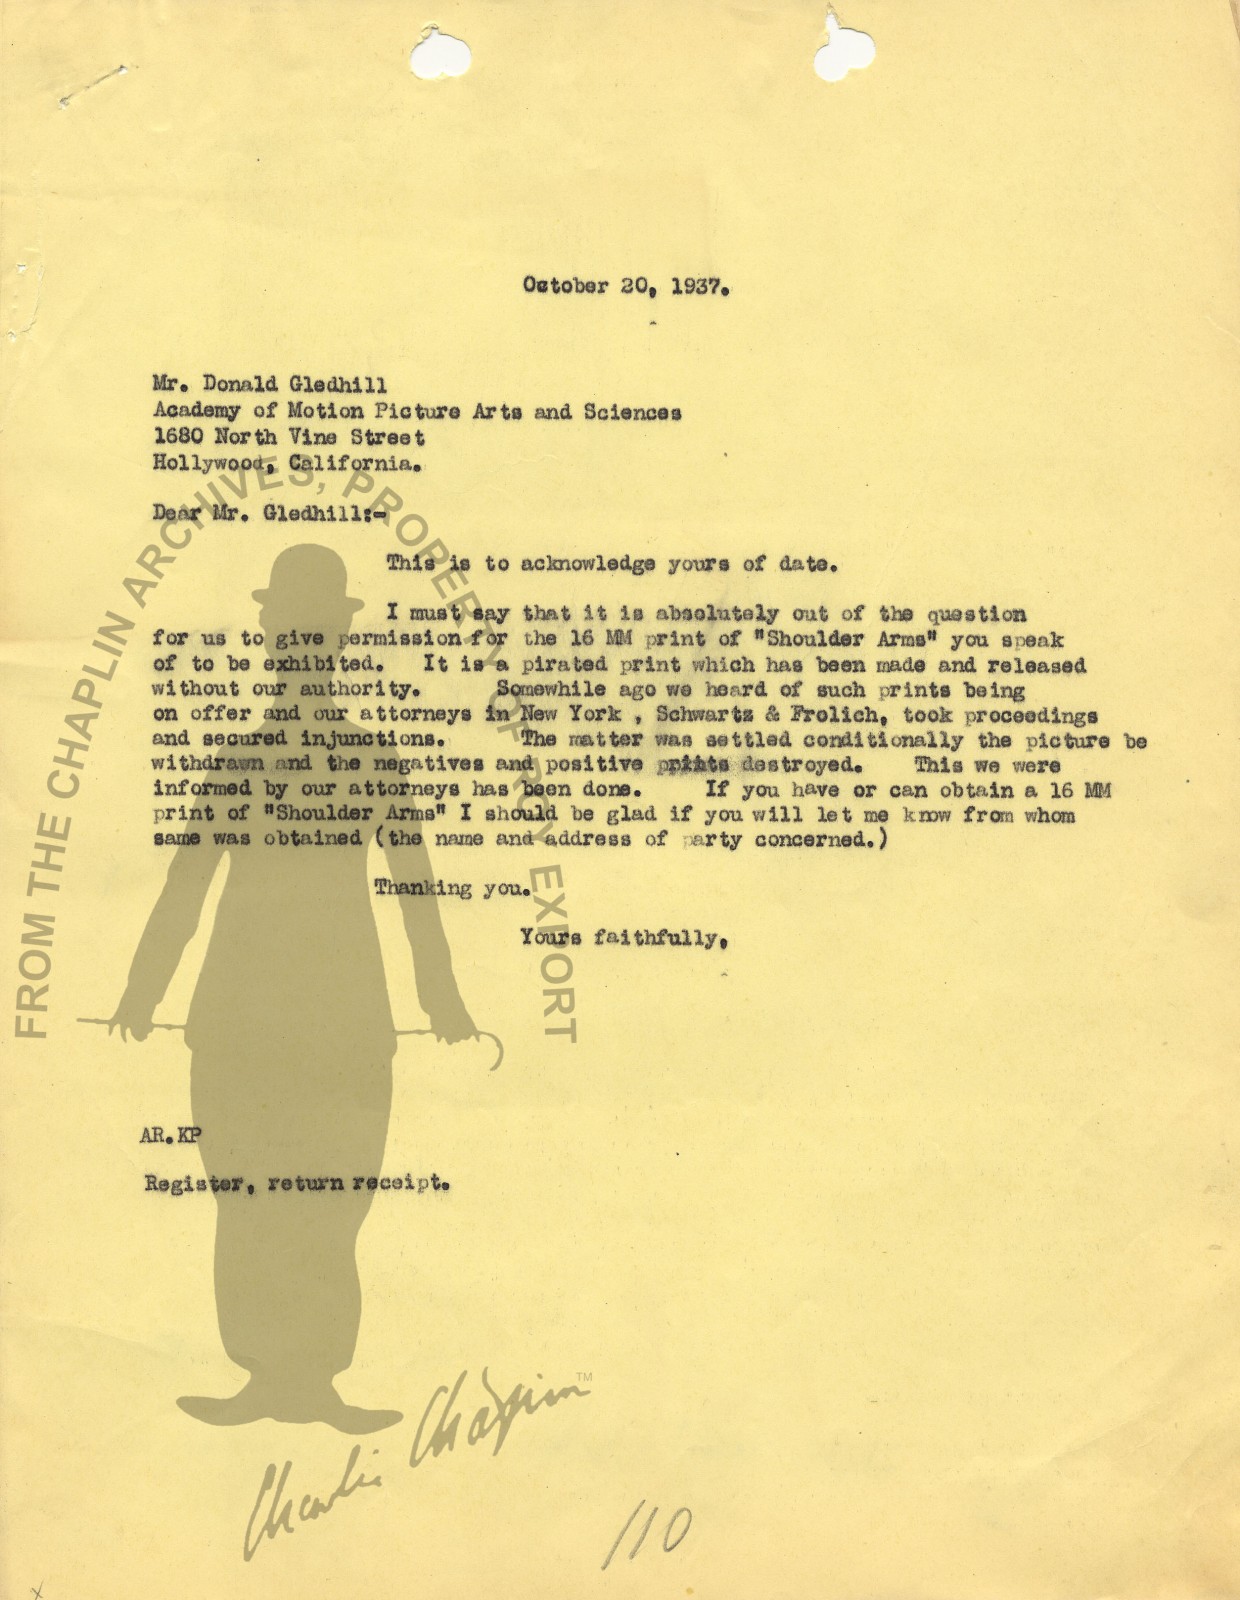 October 20, 1937.
Mr. Donald Gledhill
Academy of Motion Picture Arts and Sciences
1680 North Vine Street
Hollywood, California.
Dear Mr. Gledhill:-
This is to acknowledge yours of date.
I must say that it is absolutely out of the question
for us to give permission for the 16 MM print of "Shoulder Arms" you speak
of to be exhibited. It is a pirated print which has been made and released
without our authority. Somewhile ago we heard of such prints being
on offer and our attorneys in New York , Schwartz & Frolich, took proceedings
and secured injunctions. The matter was settled conditionally the picture be
withdrawn and the negatives and positive prints destroyed. This we were
informed by our attorneys has been done. If you have or can obtain a 16 MM
print of "Shoulder Arms" I should be glad if you will let me know from whom
same was obtained (the name and address of party concerned.)
Thanking you.
Yours faithfully,
AR.KP
Register, return receipt.
FROM THE CHAPLIN ARCHIVES, PROPERTY OF ROY EXPORT
Charlie Chaplin TM
110
x